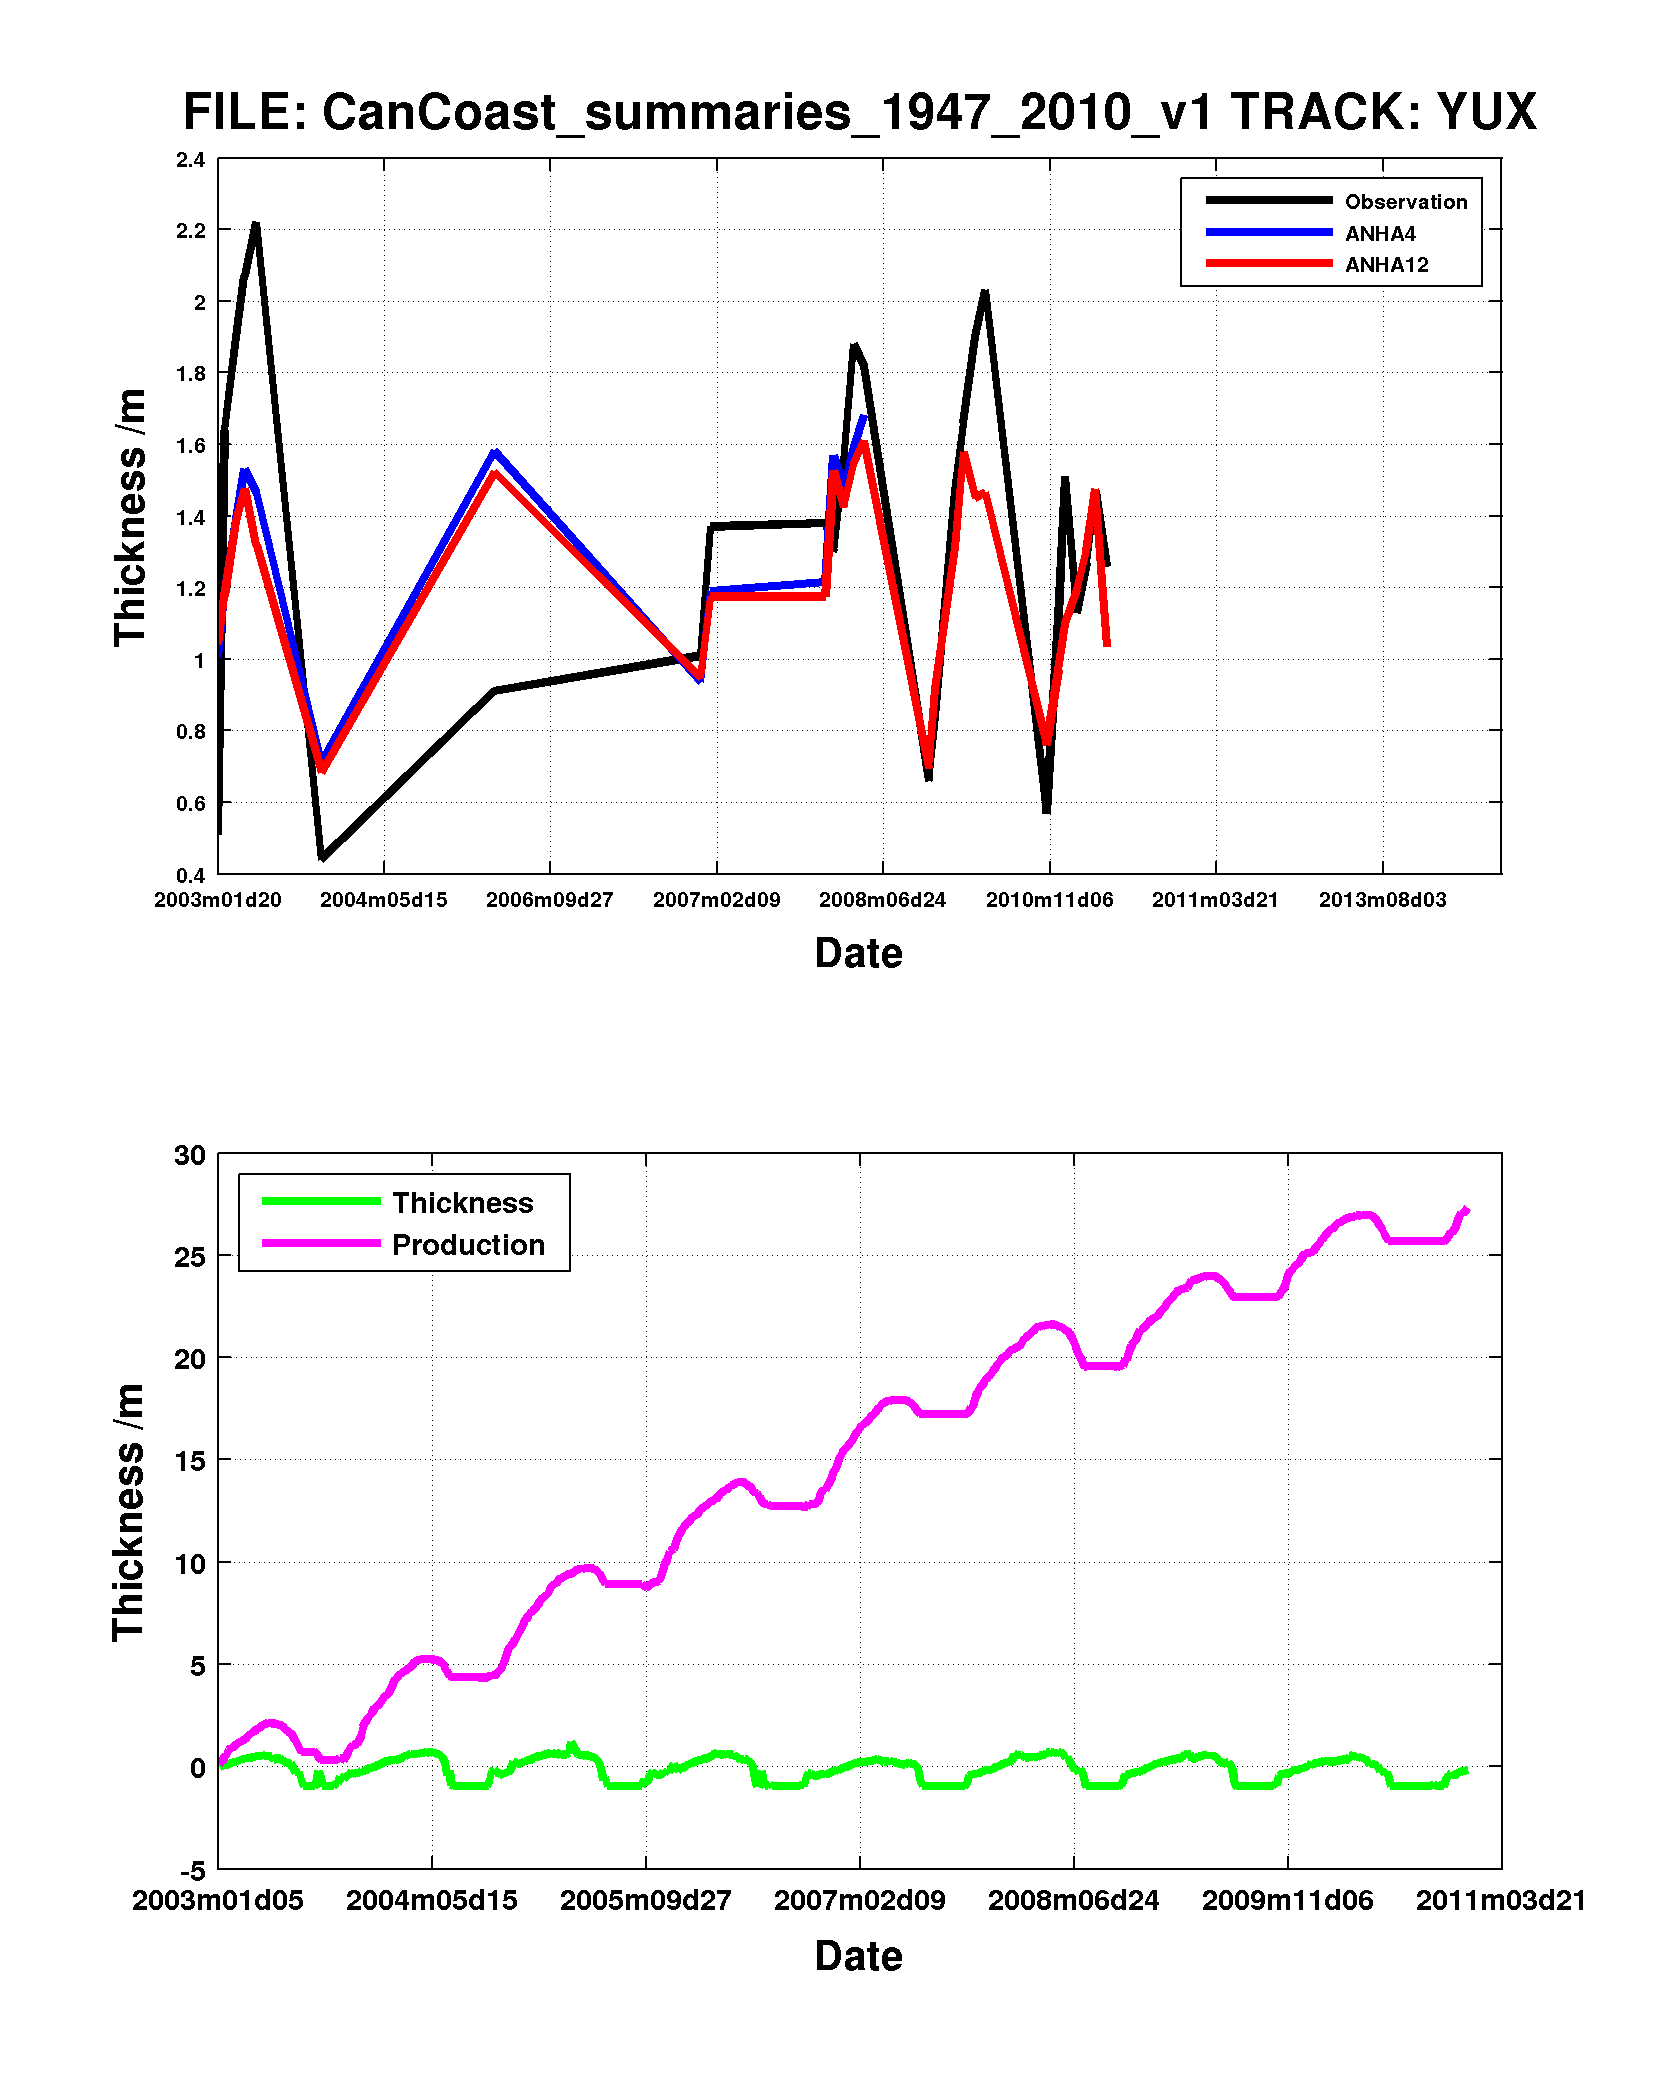 FILE: CanCoast_summaries_1947_2010_v1 TRACK: YUX
2.4
2.2
2
1.8
1.6
1.4
1.2
1
0.8
0.6
0.4
Thickness /m
Observation
ANHA4
ANHA12
2003m01d20 2004m05d15 2006m09d27 2007m02d09 2008m06d24 2010m11d06 2011m03d21 2013m08d03
Date
30
25
20
15
10
5
0
-5
Thickness /m
Thickness
Production
2003m01d05 2004m05d15 2005m09d27 2007m02d09 2008m06d24 2009m11d06 2011m03d21
Date